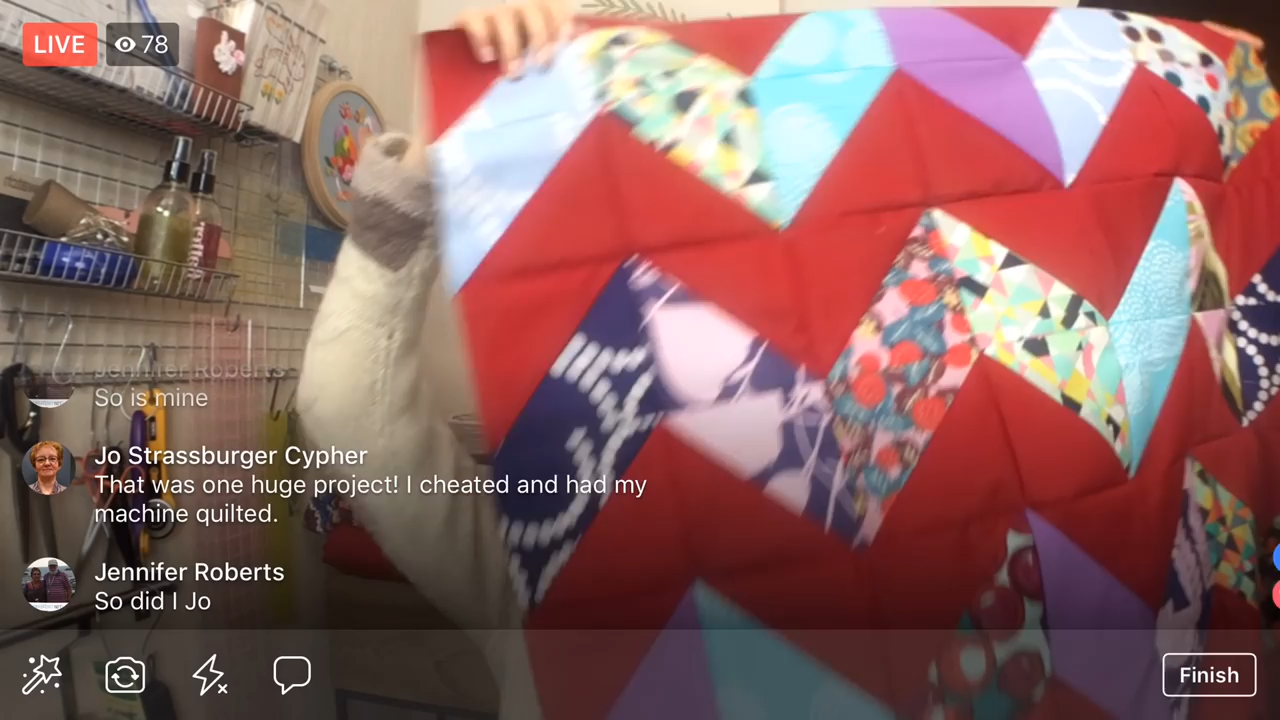 LIVE
78
Jennifer Roberts
So is mine
Jo Strassburger Cypher
That was one huge project! I cheated and had my
machine quilted.
Jennifer Roberts
So did I Jo
Finish